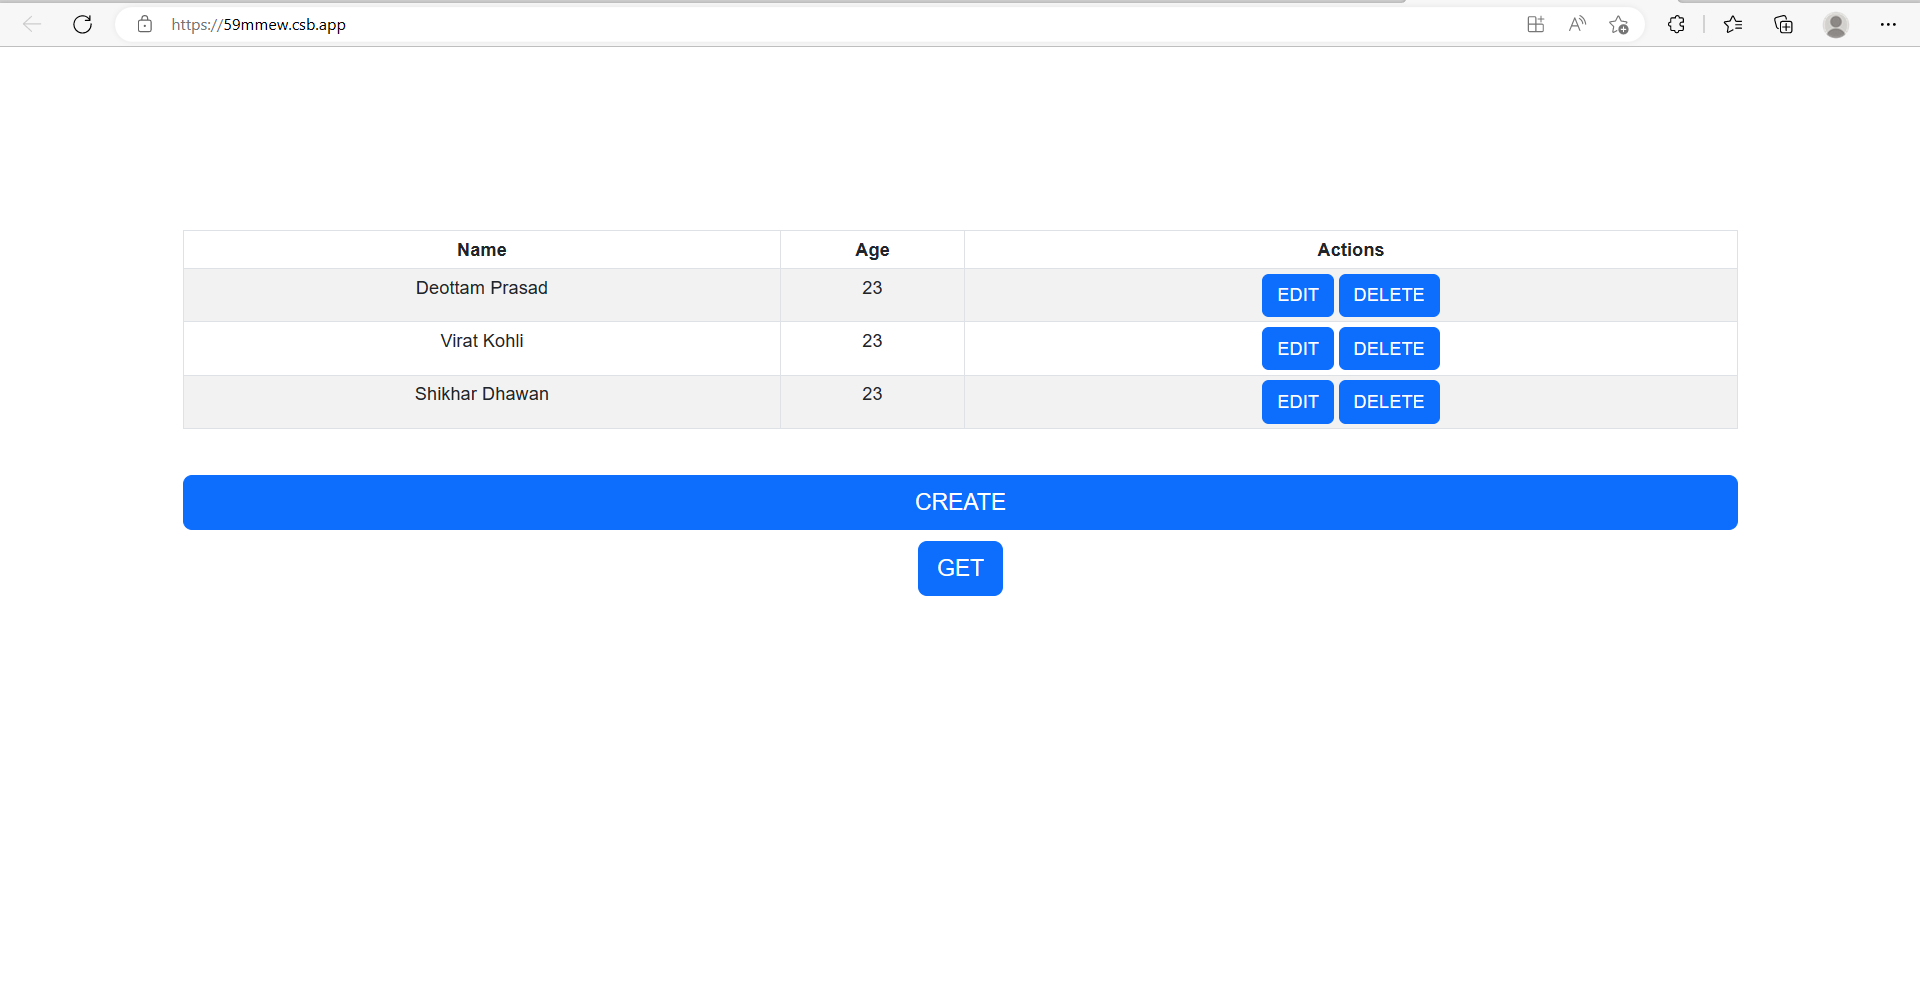 https://59mmew.csb.app
Name Age Actions
Deottam Prasad 23 EDIT DELETE
Virat Kohli 23 EDIT DELETE
Shikhar Dhawan 23 EDIT DELETE
CREATE
GET